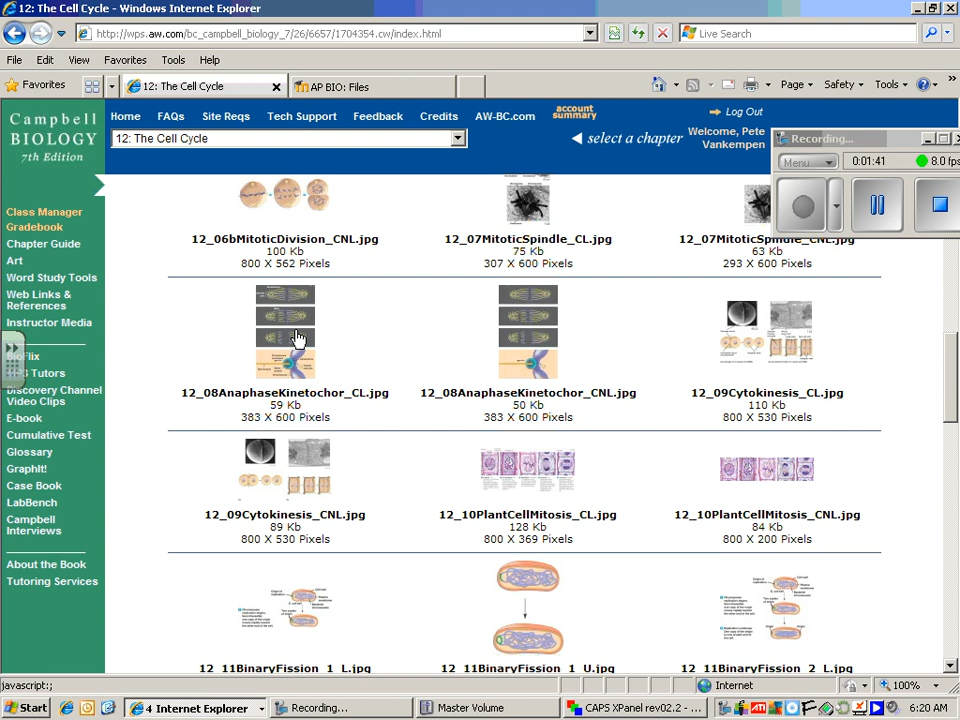 12: The Cell Cycle - Windows Internet Explorer
http://wps.aw.com/bc_campbell_biology_7/26/6657/1704354.cw/index.html
Live Search
File Edit View Favorites Tools Help
Favorites
12: The Cell Cycle
AP BIO: Files
Page Safety Tools
Campbell
BIOLOGY
7th Edition
Home FAQs Site Reqs Tech Support Feedback Credits AW-BC.com
account
summary
Log Out
12: The Cell Cycle
select a chapter
Welcome, Pete
Vankempen
Recording...
Menu
0:01:41
8.0 fps
Class Manager
Gradebook
Chapter Guide
Art
Word Study Tools
Web Links &
References
Instructor Media
BioFlix
MP3 Tutors
Discovery Channel
Video Clips
E-book
Cumulative Test
Glossary
GraphIt!
Case Book
LabBench
Campbell
Interviews
About the Book
Tutoring Services
12_06bMitoticDivision_CNL.jpg
100 Kb
800 X 562 Pixels
12_07MitoticSpindle_CL.jpg
75 Kb
307 X 600 Pixels
12_07MitoticSpindle_CNL.jpg
63 Kb
293 X 600 Pixels
12_08AnaphaseKinetochor_CL.jpg
59 Kb
383 X 600 Pixels
12_08AnaphaseKinetochor_CNL.jpg
50 Kb
383 X 600 Pixels
12_09Cytokinesis_CL.jpg
110 Kb
800 X 530 Pixels
12_09Cytokinesis_CNL.jpg
89 Kb
800 X 530 Pixels
12_10PlantCellMitosis_CL.jpg
128 Kb
800 X 369 Pixels
12_10PlantCellMitosis_CNL.jpg
84 Kb
800 X 200 Pixels
12_11BinaryFission_1_L.jpg
12_11BinaryFission_1_U.jpg
12_11BinaryFission_2_L.jpg
javascript:;
Internet
100%
Start
4 Internet Explorer
Recording...
Master Volume
CAPS XPanel rev02.2 - ...
6:20 AM